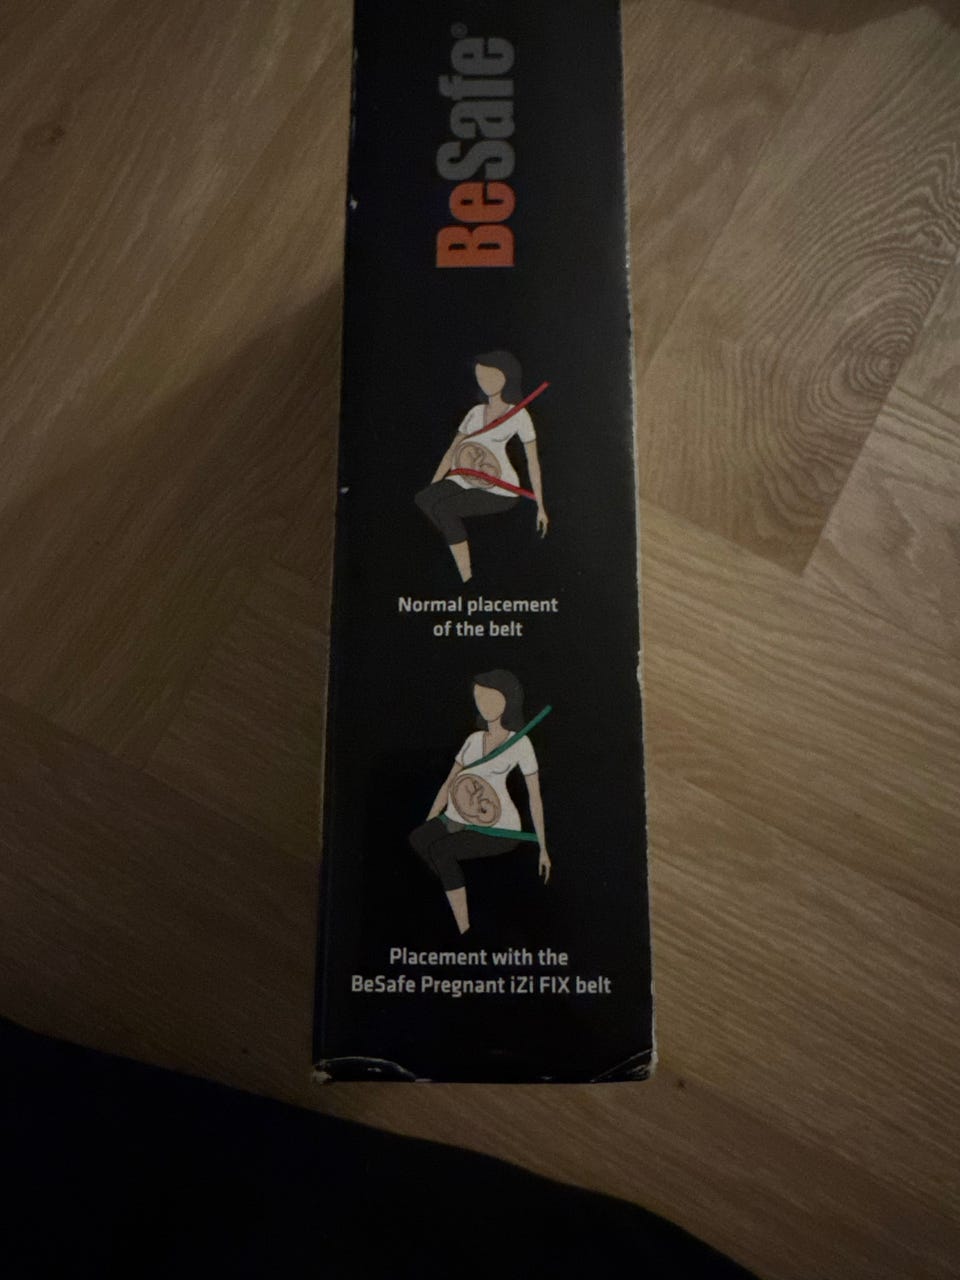 BeSafe®
Normal placement
of the belt
Placement with the
BeSafe Pregnant iZi FIX belt